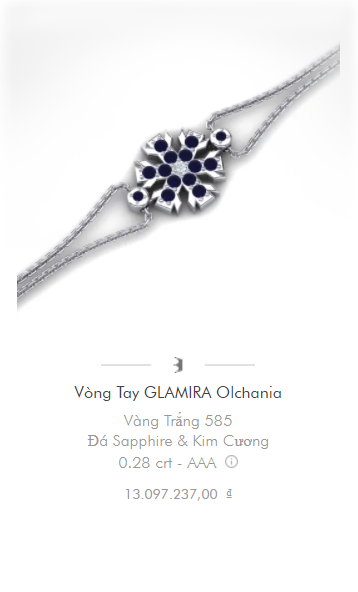 Vòng Tay GLAMIRA Olchania
Vàng Trắng 585
Đá Sapphire & Kim Cương
0.28 crt - AAA
13.097.237,00 ₫